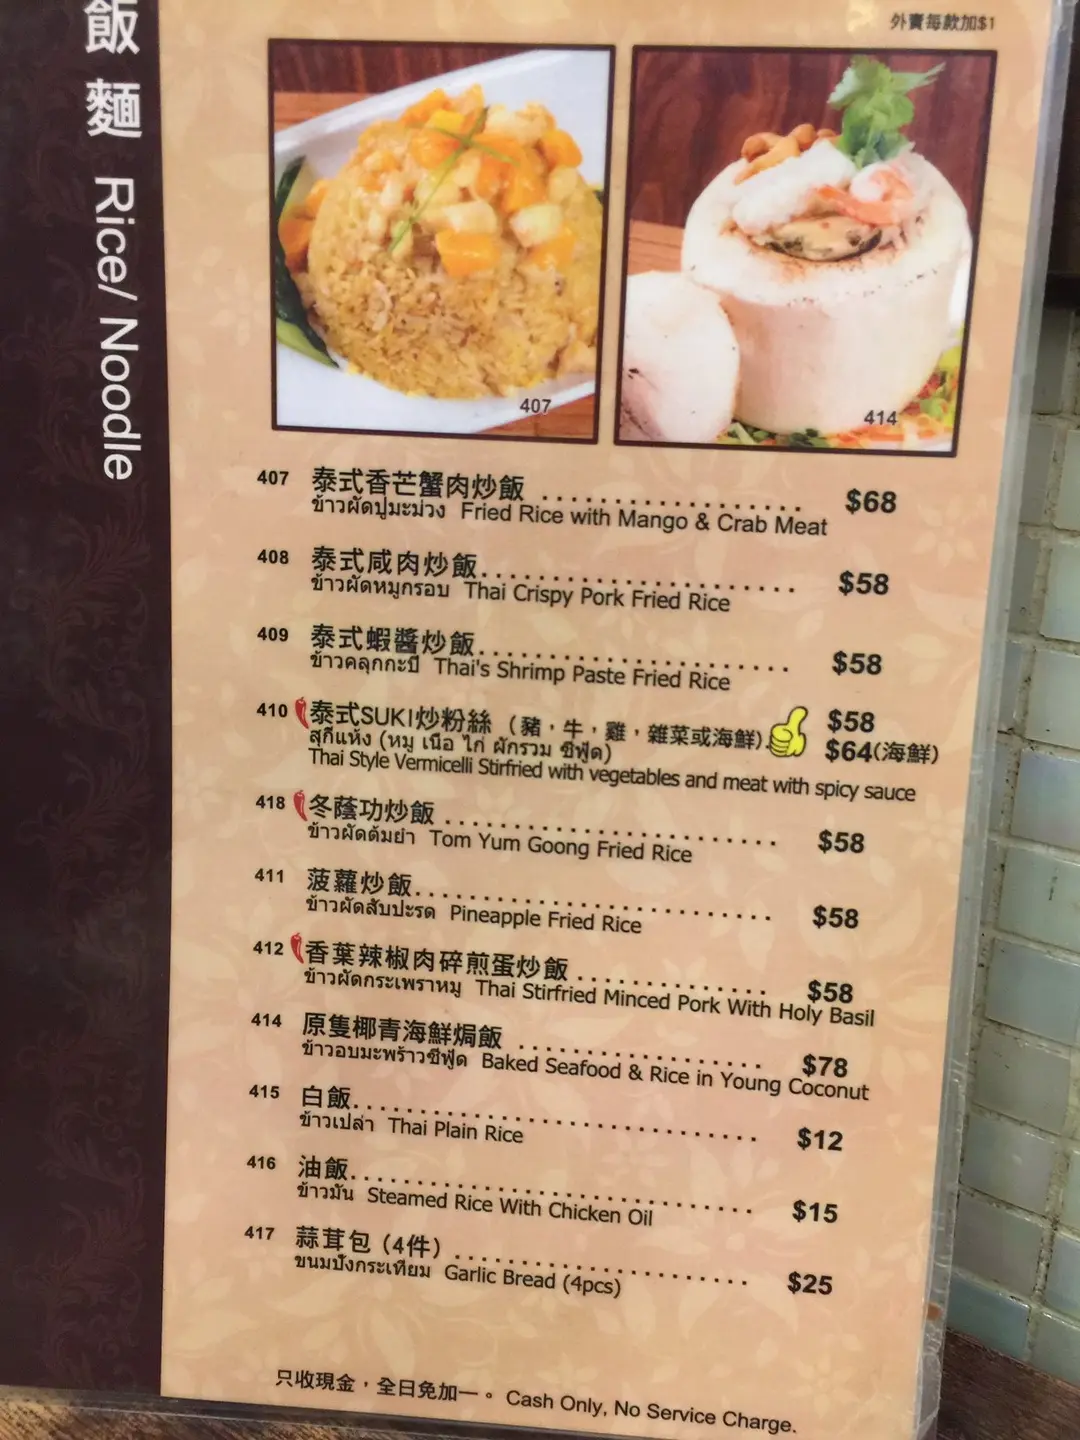 飯 麵 Rice/ Noodle
外賣每款加$1
407
414
407 泰式香芒蟹肉炒飯 $68
ข้าวผัดปูมะม่วง Fried Rice with Mango & Crab Meat
408 泰式咸肉炒飯 $58
ข้าวผัดหมูกรอบ Thai Crispy Pork Fried Rice
409 泰式蝦醬炒飯 $58
ข้าวคลุกกะปิ Thai's Shrimp Paste Fried Rice
410 泰式SUKI炒粉絲（豬，牛，雞，雜菜或海鮮） $58
สุกี้แห้ง (หมู เนื้อ ไก่ ผักรวม ซีฟู้ด) $64(海鮮)
Thai Style Vermicelli Stirfried with vegetables and meat with spicy sauce
418 冬蔭功炒飯 $58
ข้าวผัดต้มยำ Tom Yum Goong Fried Rice
411 菠蘿炒飯 $58
ข้าวผัดสับปะรด Pineapple Fried Rice
412 香葉辣椒肉碎煎蛋炒飯 $58
ข้าวผัดกระเพราหมู Thai Stirfried Minced Pork With Holy Basil
414 原隻椰青海鮮焗飯 $78
ข้าวอบมะพร้าวซีฟู้ด Baked Seafood & Rice in Young Coconut
415 白飯 $12
ข้าวเปล่า Thai Plain Rice
416 油飯 $15
ข้าวมัน Steamed Rice With Chicken Oil
417 蒜茸包（4件） $25
ขนมปังกระเทียม Garlic Bread (4pcs)
只收現金，全日免加一。 Cash Only, No Service Charge.